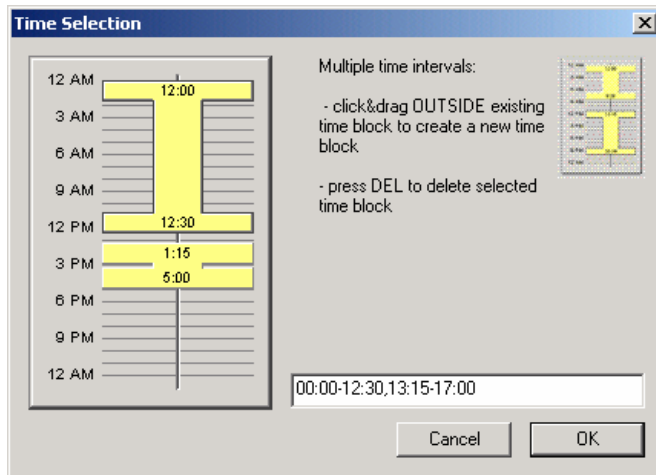 Time Selection
12 AM
12:00
3 AM
6 AM
9 AM
12 PM
12:30
1:15
3 PM
5:00
6 PM
9 PM
12 AM
Multiple time intervals:
- click&drag OUTSIDE existing
time block to create a new time
block
- press DEL to delete selected
time block
00:00-12:30,13:15-17:00
Cancel
OK